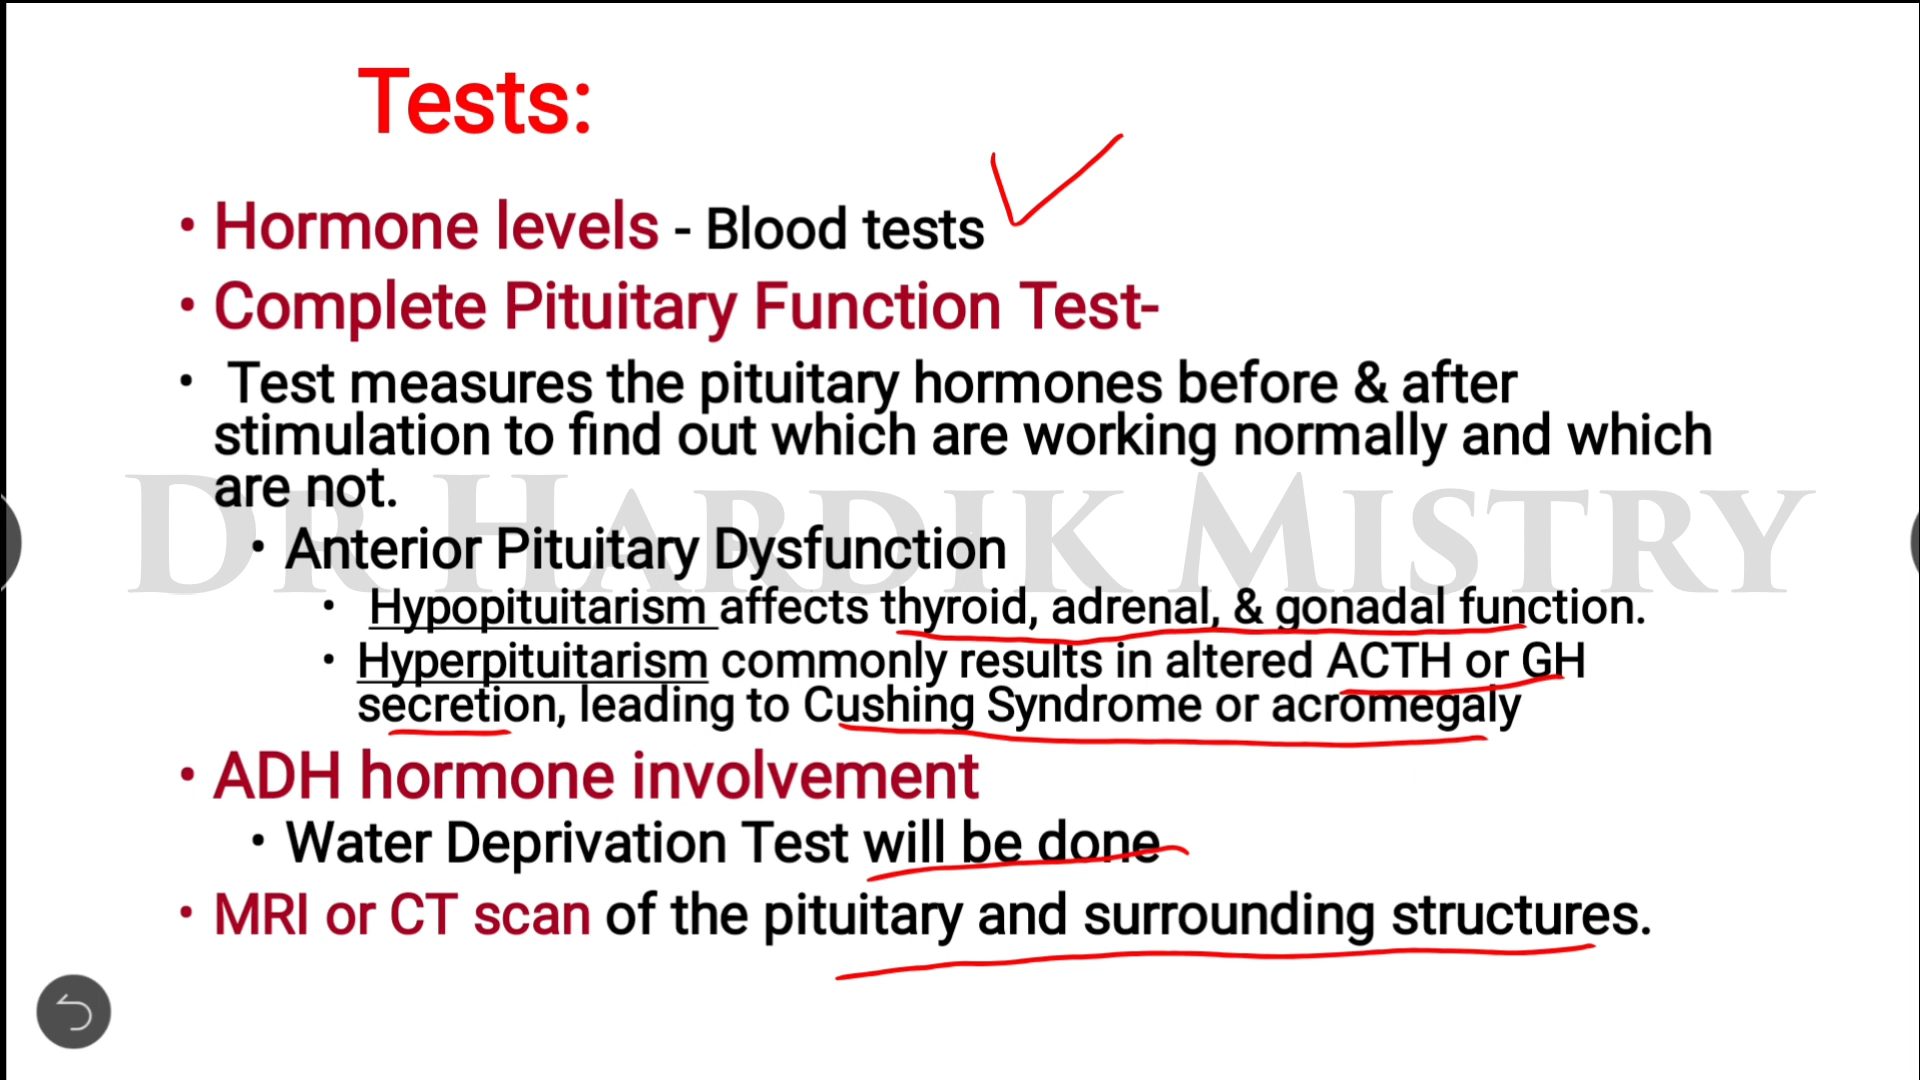 Tests:
• Hormone levels - Blood tests
• Complete Pituitary Function Test-
• Test measures the pituitary hormones before & after
stimulation to find out which are working normally and which
are not.
• Anterior Pituitary Dysfunction
• Hypopituitarism affects thyroid, adrenal, & gonadal function.
• Hyperpituitarism commonly results in altered ACTH or GH
secretion, leading to Cushing Syndrome or acromegaly
• ADH hormone involvement
• Water Deprivation Test will be done
• MRI or CT scan of the pituitary and surrounding structures.
DR HARDIK MISTRY